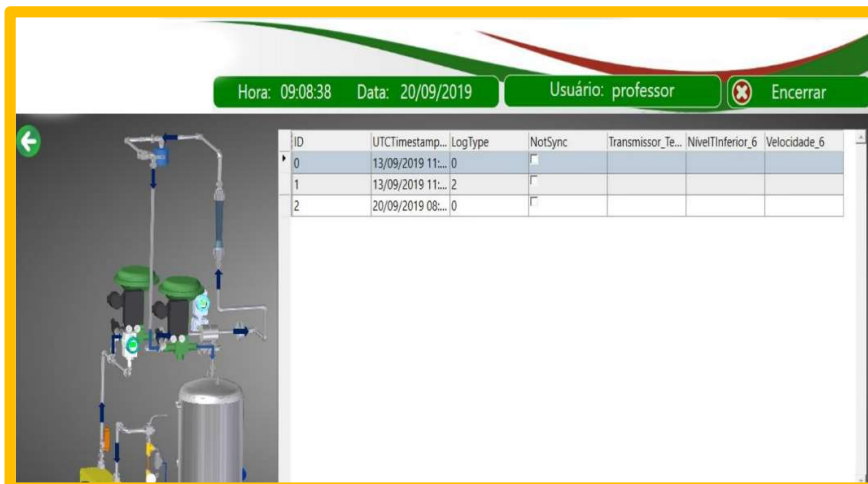 Hora: 09:08:38 Data: 20/09/2019 Usuário: professor Encerrar
ID UTCTimestamp... LogType NotSync Transmissor_Te... NívelTInferior_6 Velocidade_6
0 13/09/2019 11:... 0
1 13/09/2019 11:... 2
2 20/09/2019 08:... 0